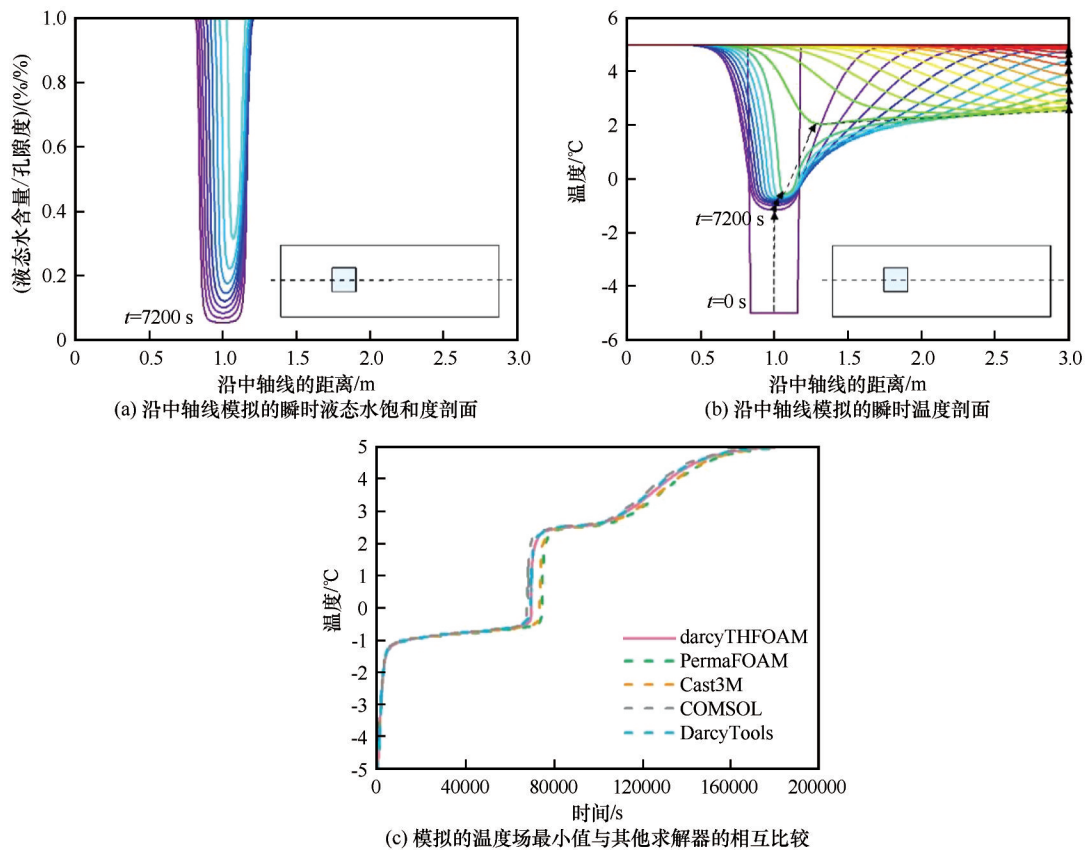 1.0
0.8
0.6
0.4
0.2
0
(液态水含量/孔隙度)/(%/%)
t=7200 s
0
0.5
1.0
1.5
2.0
2.5
3.0
沿中轴线的距离/m
(a) 沿中轴线模拟的瞬时液态水饱和度剖面
6
4
2
0
-2
-4
-6
温度/℃
t=7200 s
t=0 s
0
0.5
1.0
1.5
2.0
2.5
3.0
沿中轴线的距离/m
(b) 沿中轴线模拟的瞬时温度剖面
5
4
3
2
1
0
-1
-2
-3
-4
-5
温度/℃
darcyTHFOAM
PermaFOAM
Cast3M
COMSOL
DarcyTools
0
40000
80000
120000
160000
200000
时间/s
(c) 模拟的温度场最小值与其他求解器的相互比较